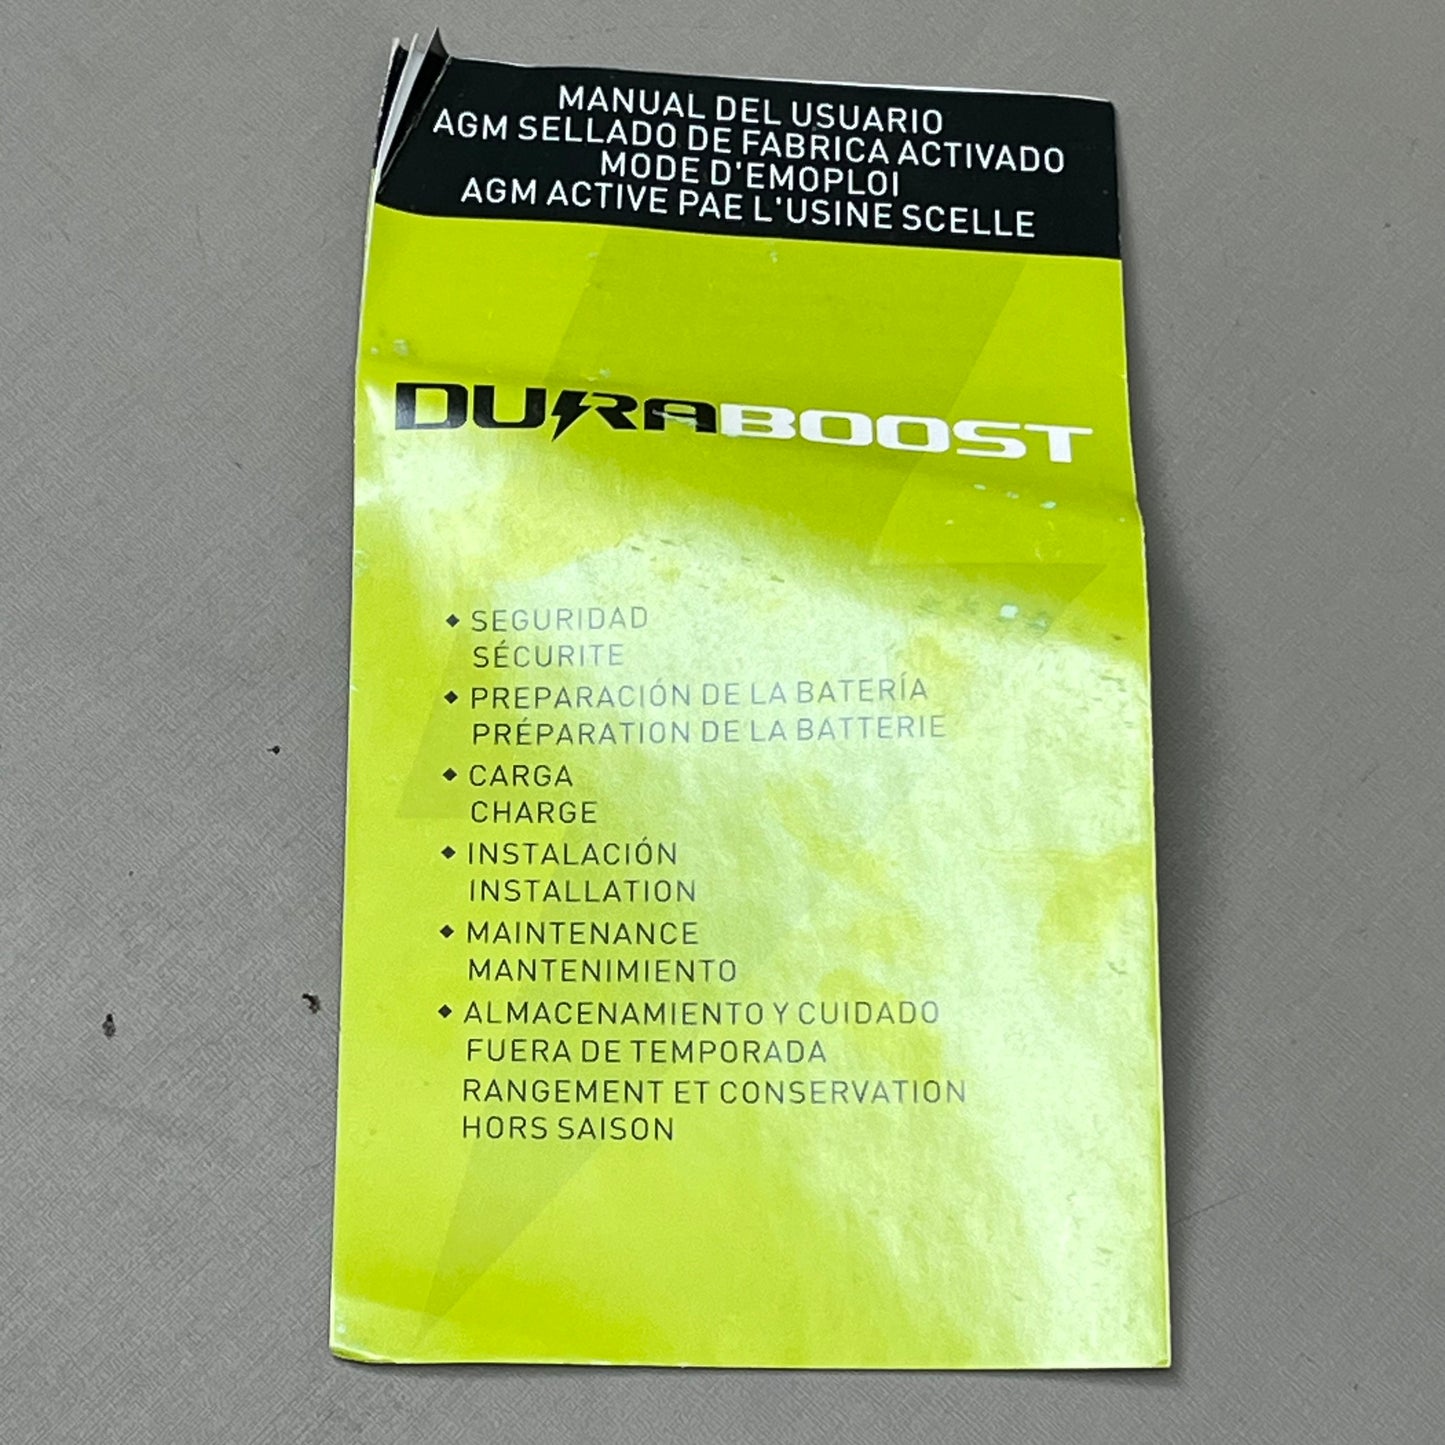 MANUAL DEL USUARIO
AGM SELLADO DE FABRICA ACTIVADO
MODE D'EMOPLOI
AGM ACTIVE PAE L'USINE SCELLE
DURABOOST
◆ SEGURIDAD
SÉCURITE
◆ PREPARACIÓN DE LA BATERÍA
PRÉPARATION DE LA BATTERIE
◆ CARGA
CHARGE
◆ INSTALACIÓN
INSTALLATION
◆ MAINTENANCE
MANTENIMIENTO
◆ ALMACENAMIENTO Y CUIDADO
FUERA DE TEMPORADA
RANGEMENT ET CONSERVATION
HORS SAISON